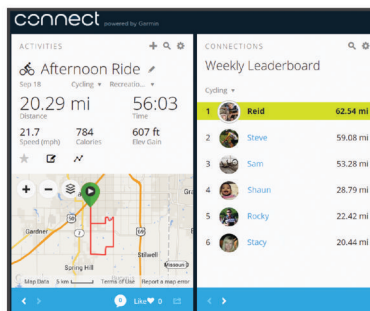 connect powered by Garmin
ACTIVITIES
Afternoon Ride
Sep 18 Cycling Recreatio...
20.29 mi 56:03
Distance Time
21.7 784 607 ft
Speed (mph) Calories Elev Gain
+ −
50
69
Gardner
Stilwell
Spring Hill
Map Data 5 km Terms of Use Report a map error
0 Like 0
CONNECTIONS
Weekly Leaderboard
Cycling
1 Reid 62.54 mi
2 Steve 59.08 mi
3 Sam 53.28 mi
4 Shaun 28.79 mi
5 Rocky 22.42 mi
6 Stacy 20.44 mi